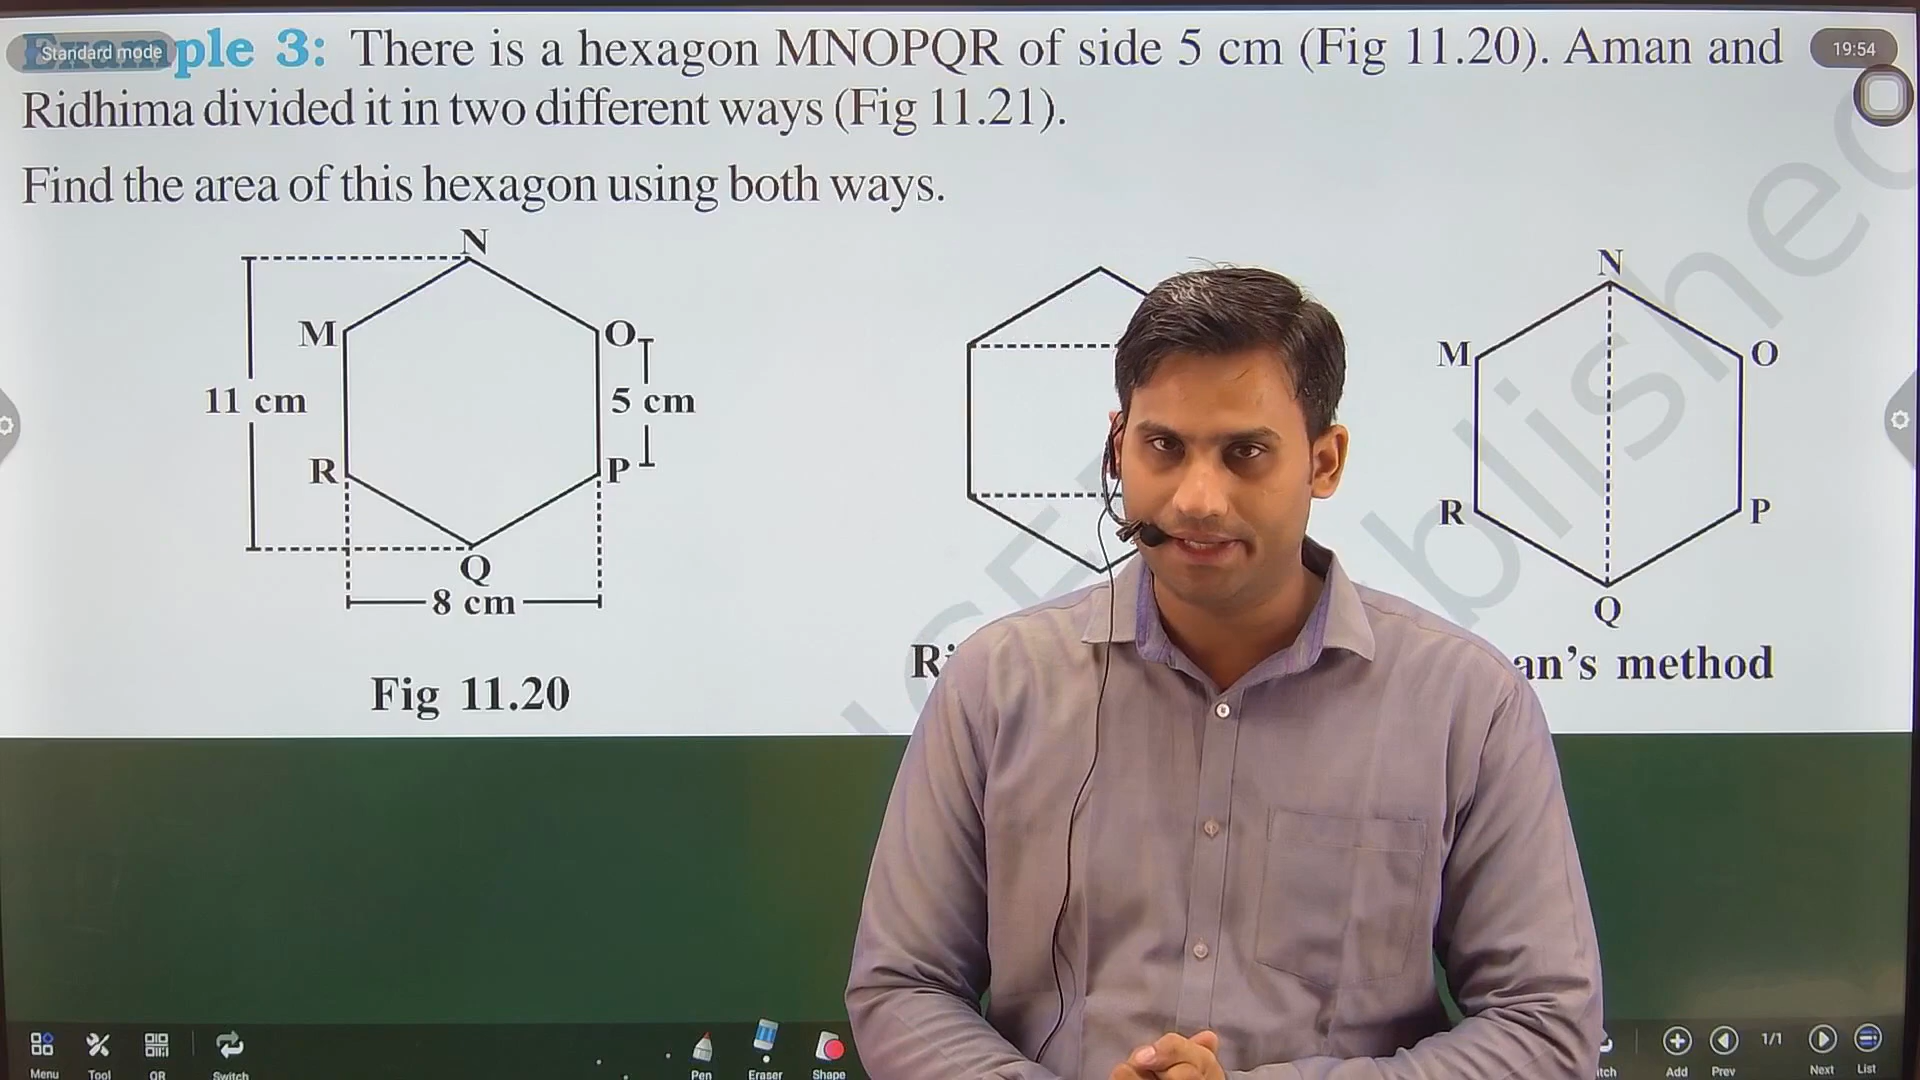 Standard mode
Example 3: There is a hexagon MNOPQR of side 5 cm (Fig 11.20). Aman and
19:54
Ridhima divided it in two different ways (Fig 11.21).
Find the area of this hexagon using both ways.
N
M
O
11 cm
5 cm
R
P
Q
8 cm
Fig 11.20
N
M
O
R
P
Q
an's method
Menu
Tool
QR
Switch
Pen
Eraser
Shape
Add
Prev
1/1
Next
List